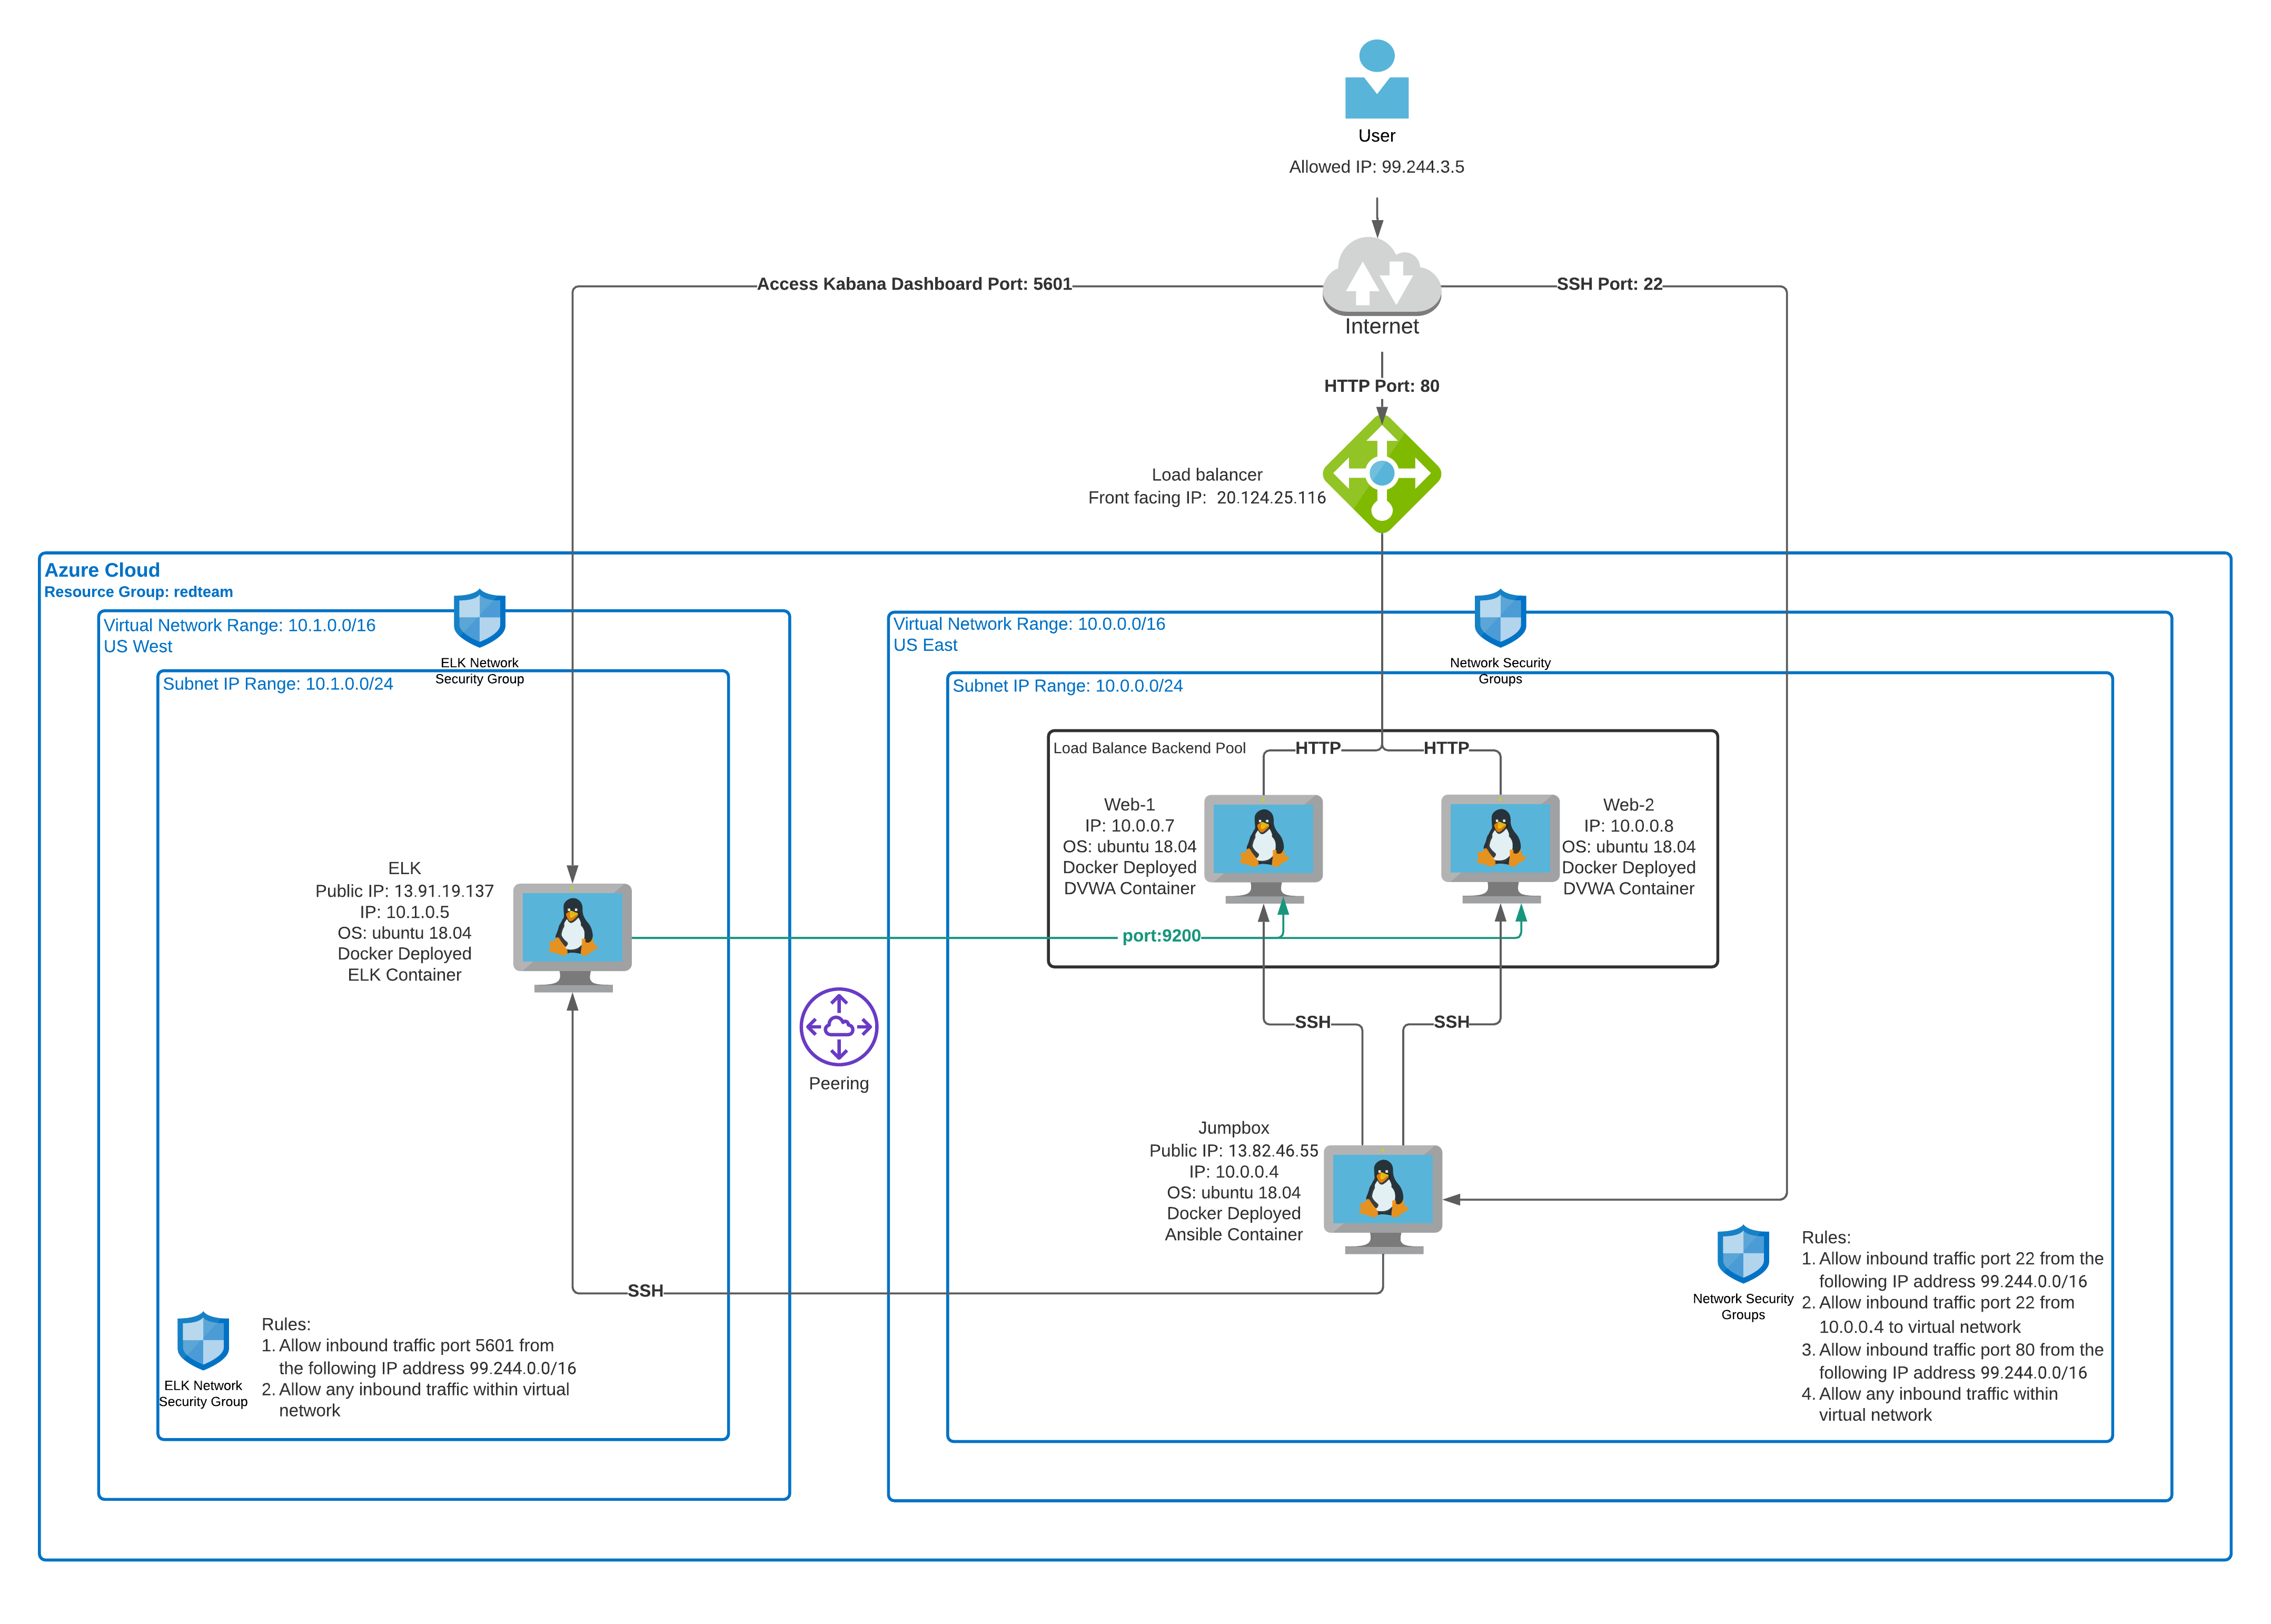 User
Allowed IP: 99.244.3.5
Access Kabana Dashboard Port: 5601
SSH Port: 22
Internet
HTTP Port: 80
Load balancer
Front facing IP: 20.124.25.116
Azure Cloud
Resource Group: redteam
Virtual Network Range: 10.1.0.0/16
US West
ELK Network
Security Group
Subnet IP Range: 10.1.0.0/24
Virtual Network Range: 10.0.0.0/16
US East
Network Security
Groups
Subnet IP Range: 10.0.0.0/24
Load Balance Backend Pool
HTTP
HTTP
Web-1
IP: 10.0.0.7
OS: ubuntu 18.04
Docker Deployed
DVWA Container
Web-2
IP: 10.0.0.8
OS: ubuntu 18.04
Docker Deployed
DVWA Container
ELK
Public IP: 13.91.19.137
IP: 10.1.0.5
OS: ubuntu 18.04
Docker Deployed
ELK Container
port:9200
SSH
SSH
Peering
Jumpbox
Public IP: 13.82.46.55
IP: 10.0.0.4
OS: ubuntu 18.04
Docker Deployed
Ansible Container
SSH
ELK Network
Security Group
Rules:
1. Allow inbound traffic port 5601 from
the following IP address 99.244.0.0/16
2. Allow any inbound traffic within virtual
network
Network Security
Groups
Rules:
1. Allow inbound traffic port 22 from the
following IP address 99.244.0.0/16
2. Allow inbound traffic port 22 from
10.0.0.4 to virtual network
3. Allow inbound traffic port 80 from the
following IP address 99.244.0.0/16
4. Allow any inbound traffic within
virtual network